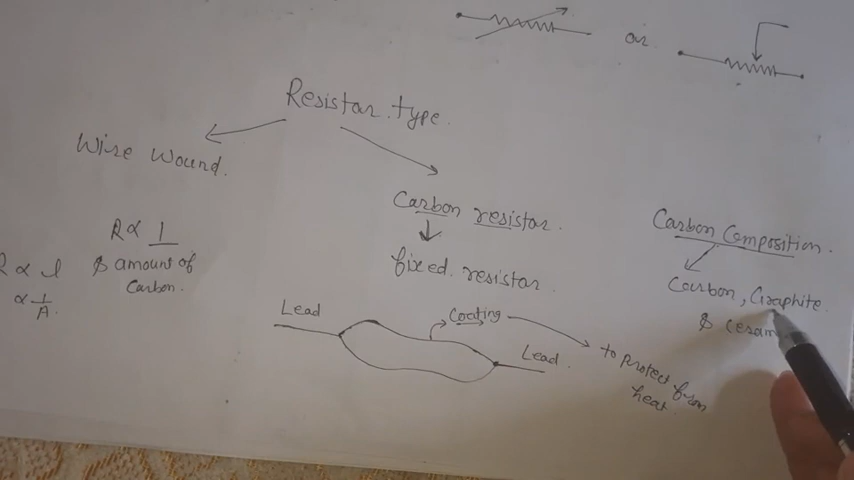 or
Resistor type.
Wire Wound.
Carbon resistor.
fixed resistor.
R ∝ 1
& amount of
Carbon.
R ∝ l
∝ 1/A.
Lead
Coating
Lead.
to protect from
heat.
Carbon Composition.
Carbon, Graphite.
&